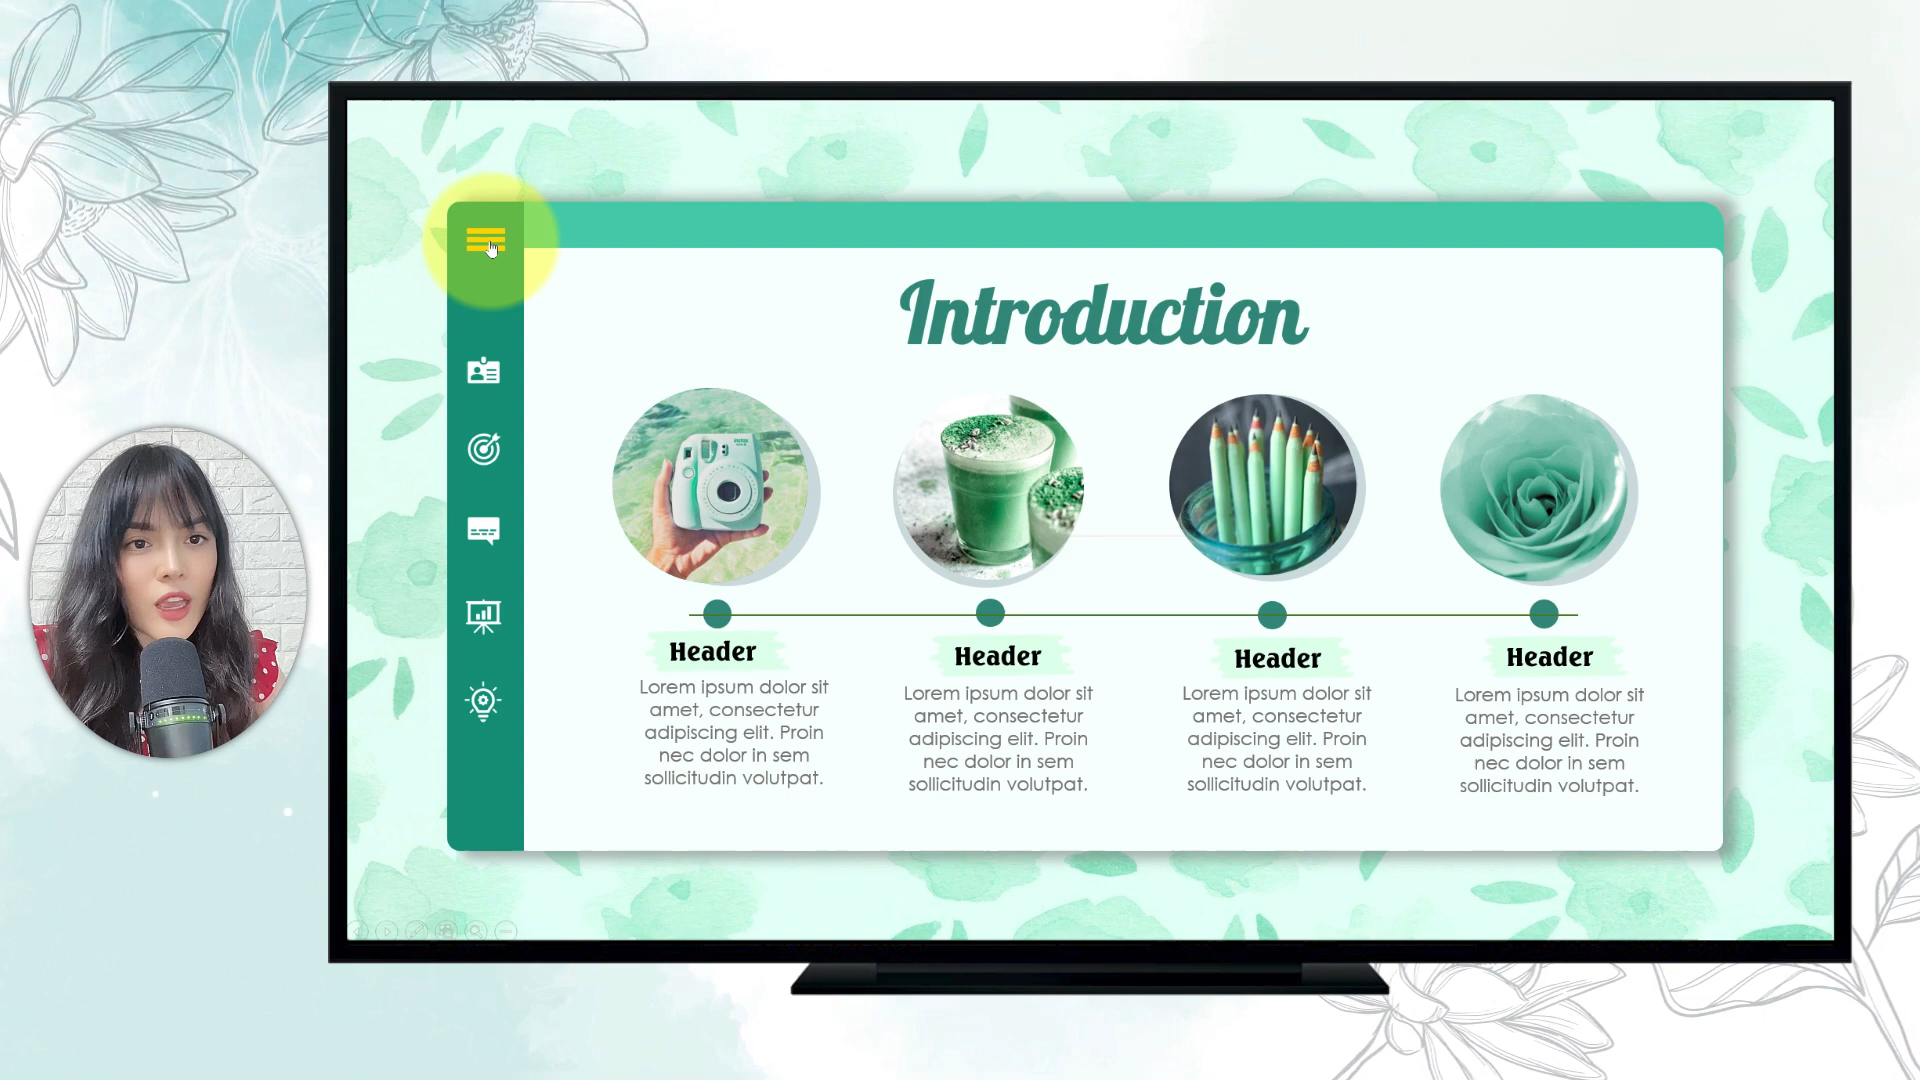 Introduction
Header
Lorem ipsum dolor sit
amet, consectetur
adipiscing elit. Proin
nec dolor in sem
sollicitudin volutpat.
Header
Lorem ipsum dolor sit
amet, consectetur
adipiscing elit. Proin
nec dolor in sem
sollicitudin volutpat.
Header
Lorem ipsum dolor sit
amet, consectetur
adipiscing elit. Proin
nec dolor in sem
sollicitudin volutpat.
Header
Lorem ipsum dolor sit
amet, consectetur
adipiscing elit. Proin
nec dolor in sem
sollicitudin volutpat.